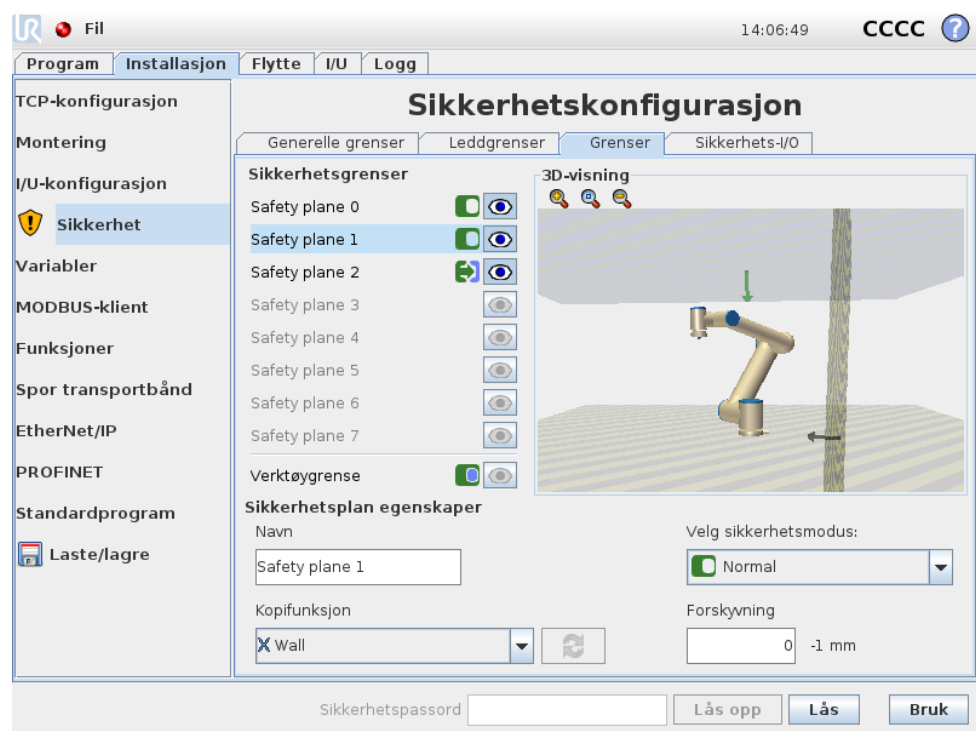 UR Fil 14:06:49 CCCC ?
Program Installasjon Flytte I/U Logg
TCP-konfigurasjon
Montering
I/U-konfigurasjon
Sikkerhet
Variabler
MODBUS-klient
Funksjoner
Spor transportbånd
EtherNet/IP
PROFINET
Standardprogram
Laste/lagre
Sikkerhetskonfigurasjon
Generelle grenser Leddgrenser Grenser Sikkerhets-I/O
Sikkerhetsgrenser
Safety plane 0
Safety plane 1
Safety plane 2
Safety plane 3
Safety plane 4
Safety plane 5
Safety plane 6
Safety plane 7
Verktøygrense
3D-visning
Sikkerhetsplan egenskaper
Navn
Safety plane 1
Kopifunksjon
Wall
Velg sikkerhetsmodus:
Normal
Forskyvning
0 -1 mm
Sikkerhetspassord Lås opp Lås Bruk